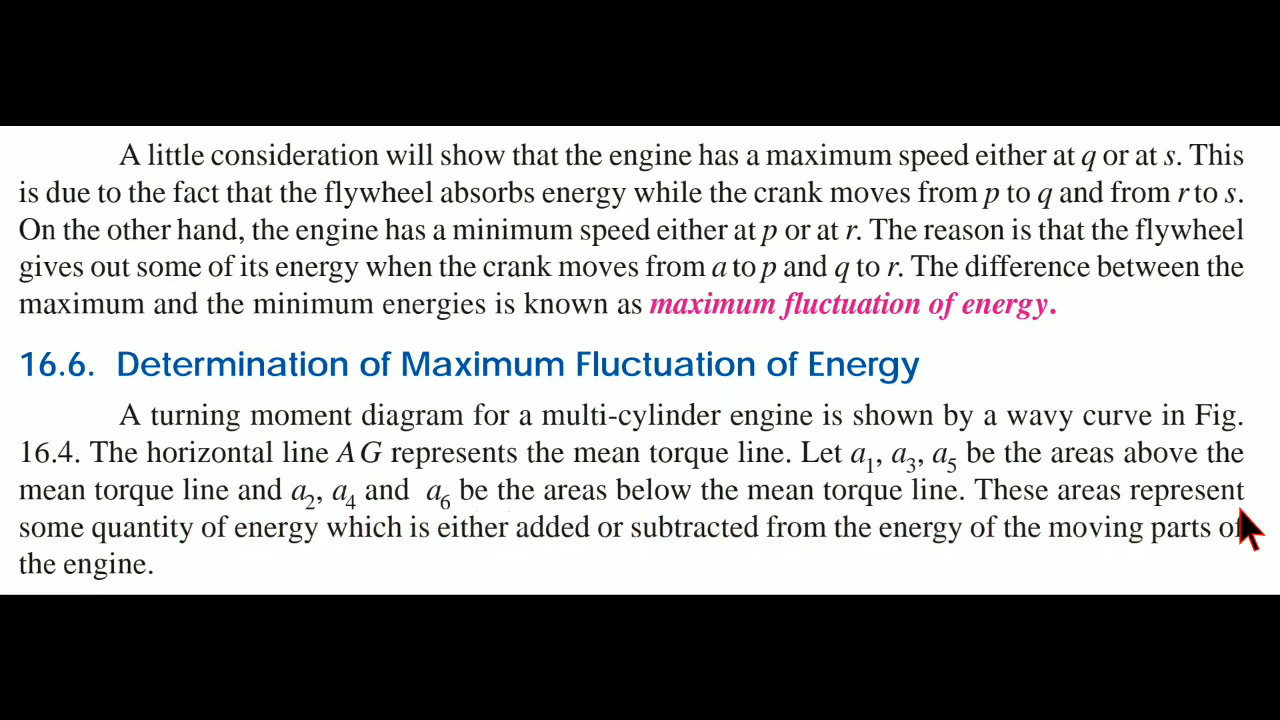 A little consideration will show that the engine has a maximum speed either at q or at s. This
is due to the fact that the flywheel absorbs energy while the crank moves from p to q and from r to s.
On the other hand, the engine has a minimum speed either at p or at r. The reason is that the flywheel
gives out some of its energy when the crank moves from a to p and q to r. The difference between the
maximum and the minimum energies is known as maximum fluctuation of energy.
16.6. Determination of Maximum Fluctuation of Energy
A turning moment diagram for a multi-cylinder engine is shown by a wavy curve in Fig.
16.4. The horizontal line A G represents the mean torque line. Let a₁, a₃, a₅ be the areas above the
mean torque line and a₂, a₄ and a₆ be the areas below the mean torque line. These areas represent
some quantity of energy which is either added or subtracted from the energy of the moving parts of
the engine.